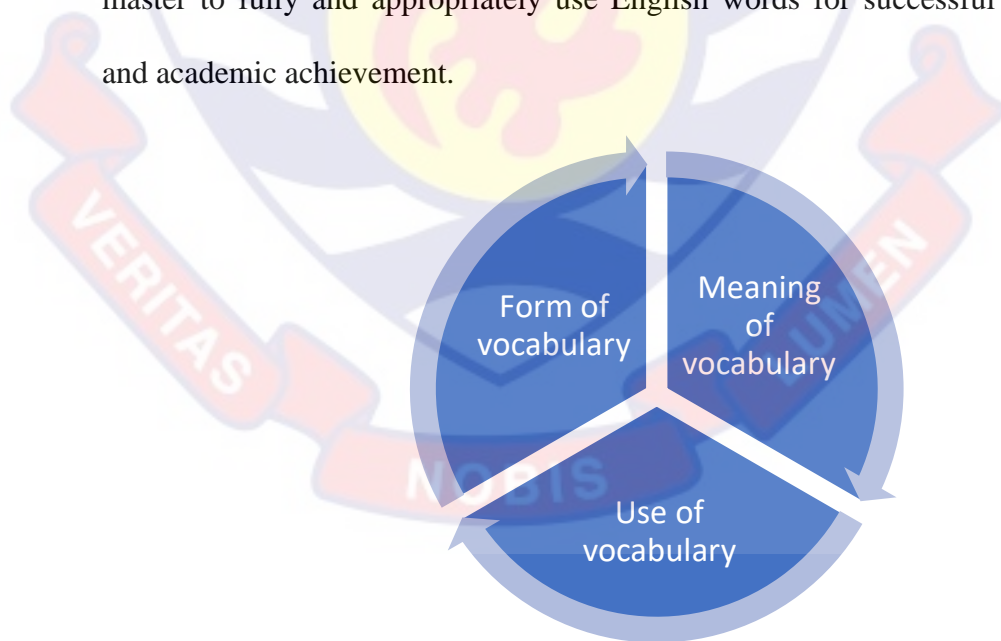 master to fully and appropriately use English words for successful
and academic achievement.
Form of
vocabulary
Meaning
of
vocabulary
Use of
vocabulary
VERITAS
NOBIS
LUMEN